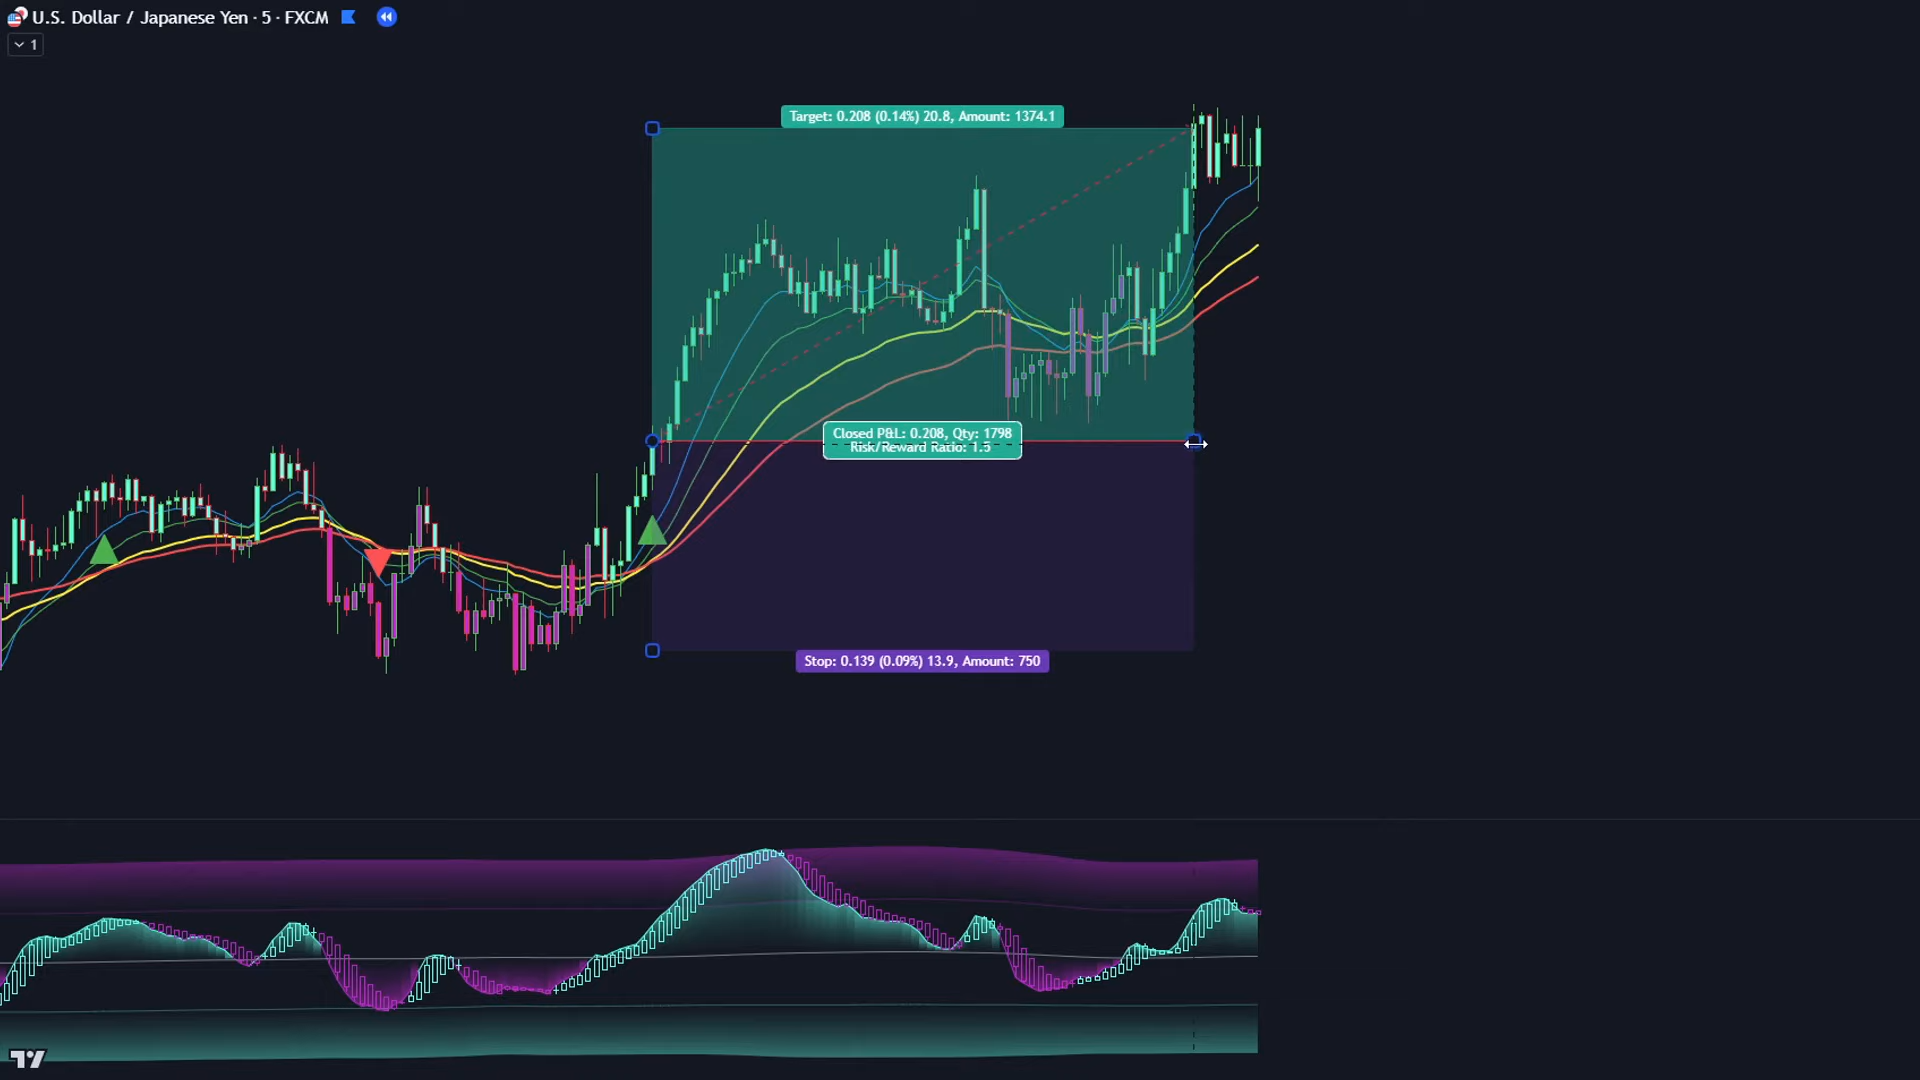 U.S. Dollar / Japanese Yen · 5 · FXCM
1
Target: 0.208 (0.14%) 20.8, Amount: 1374.1
Closed P&L: 0.208, Qty: 1798
Risk/Reward Ratio: 1.5
Stop: 0.139 (0.09%) 13.9, Amount: 750